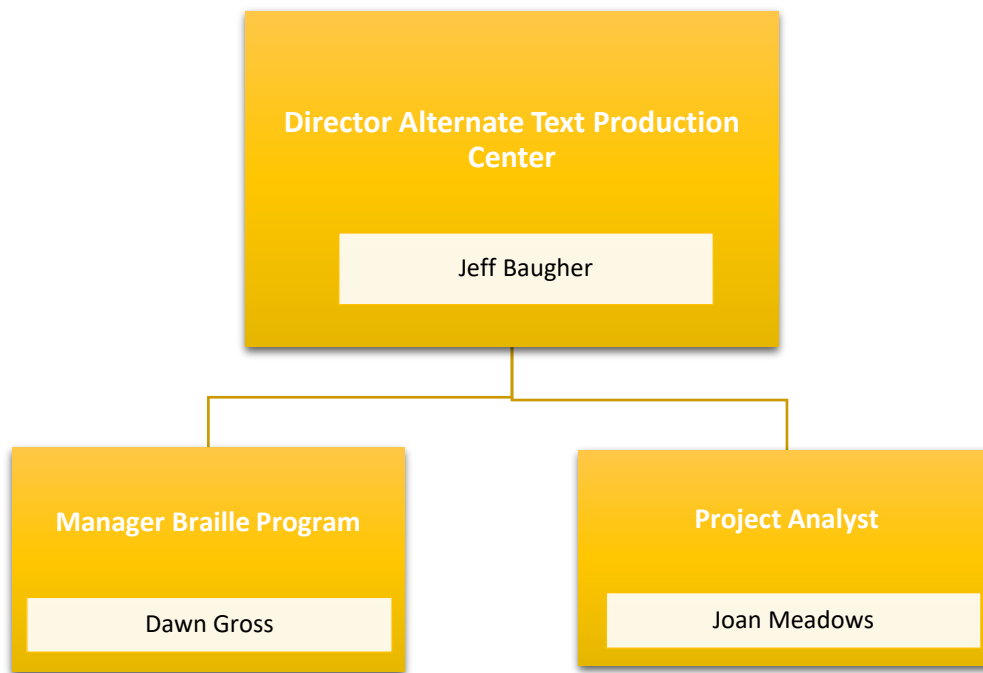 Director Alternate Text Production
Center
Jeff Baugher
Manager Braille Program
Project Analyst
Dawn Gross
Joan Meadows